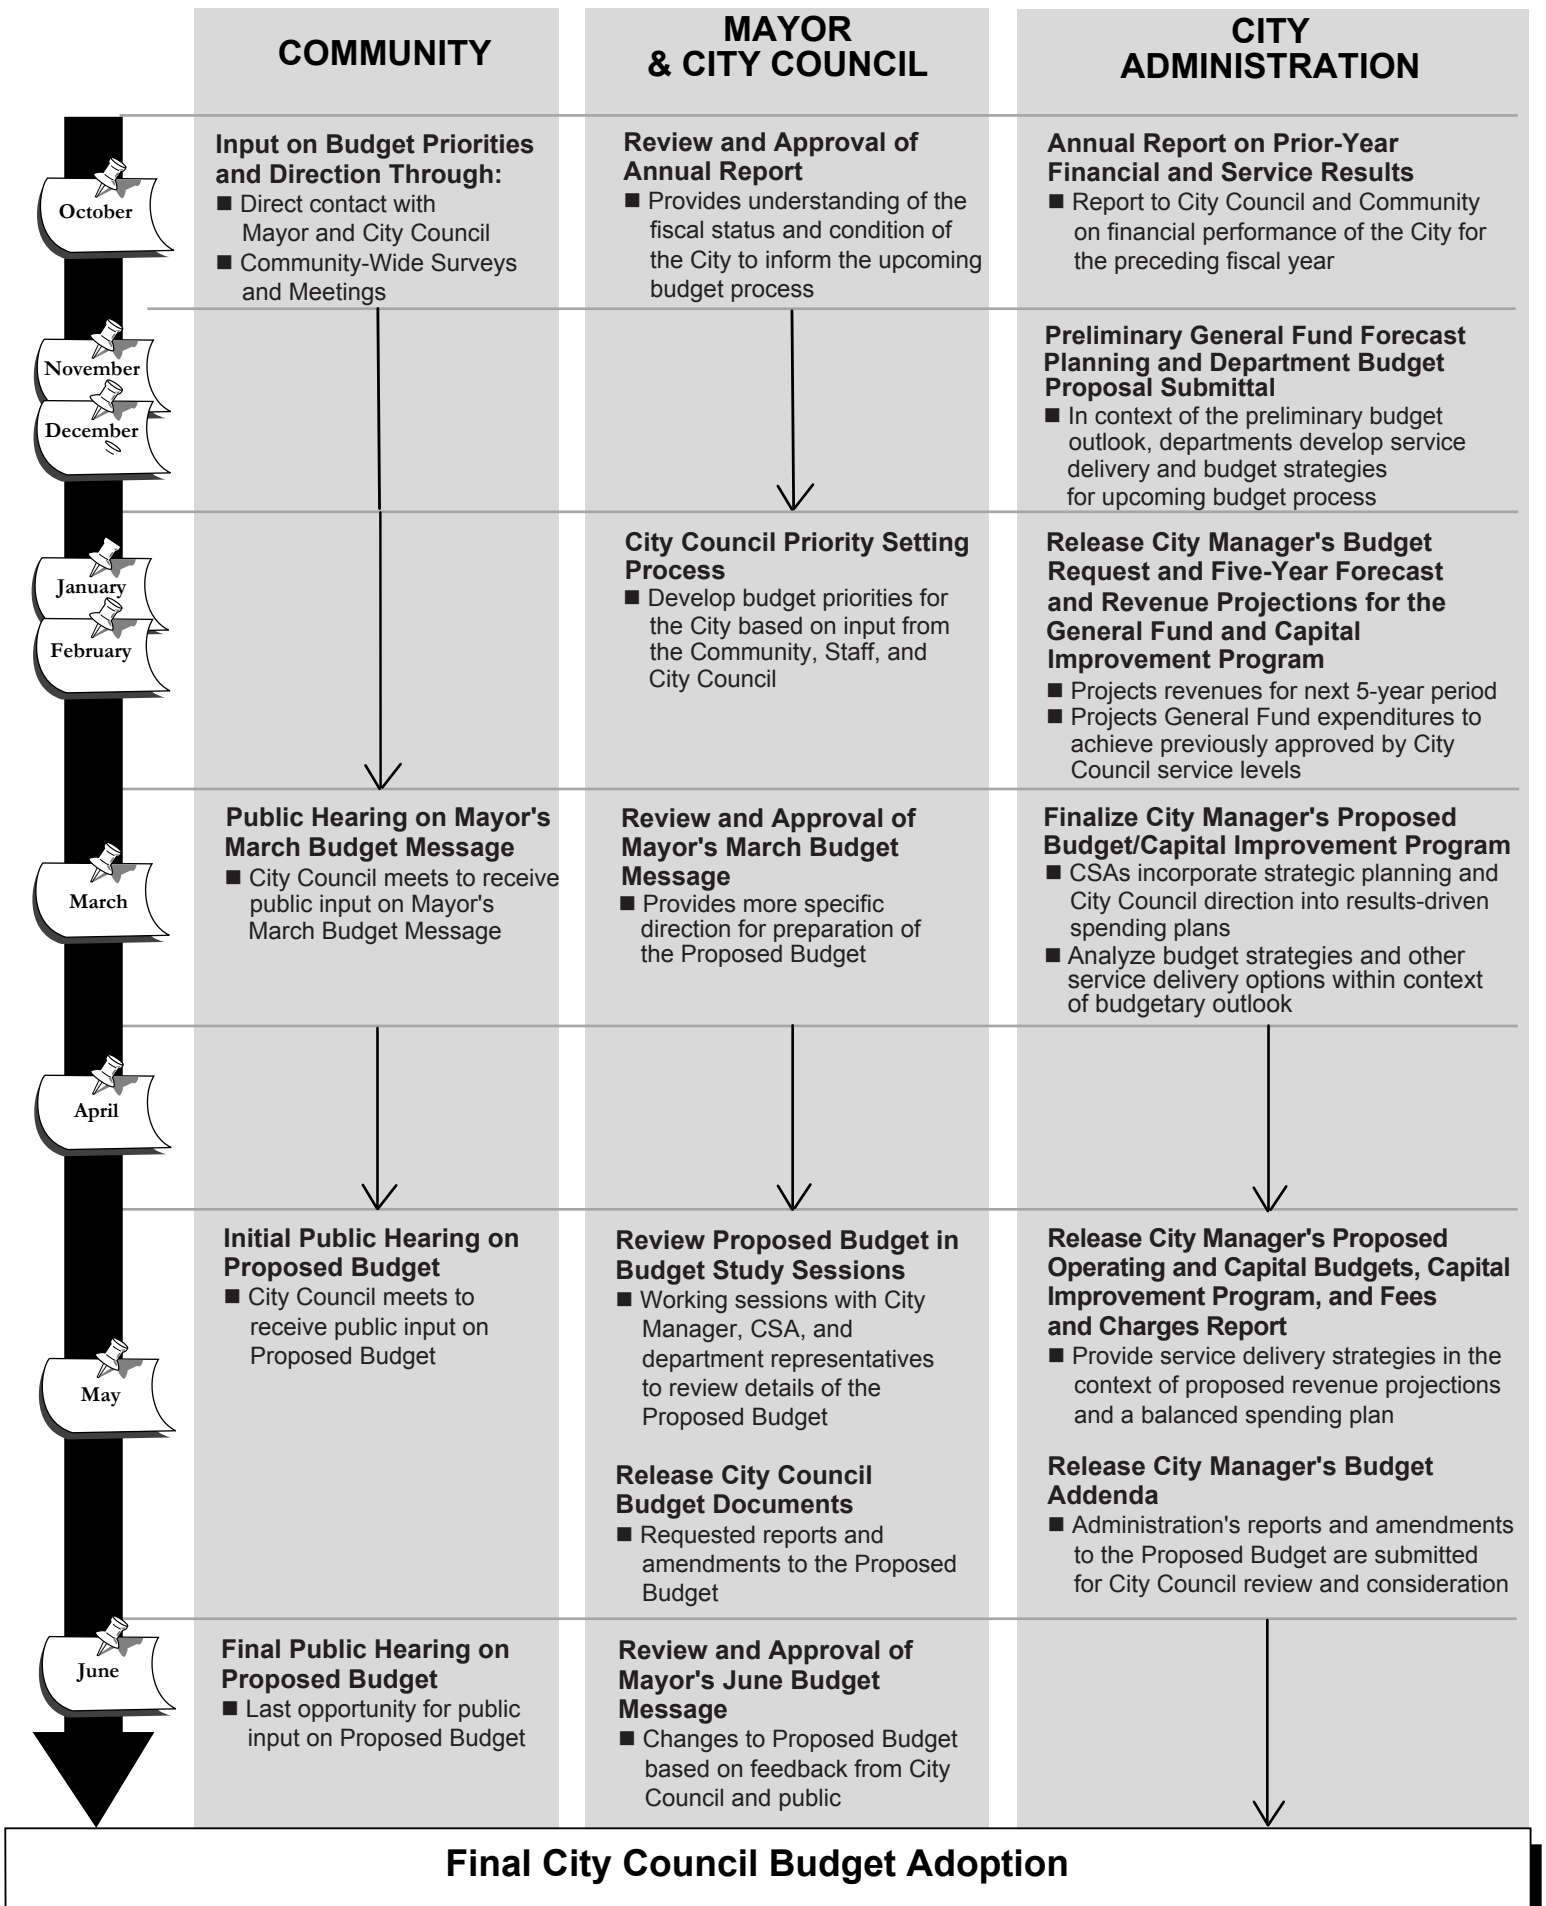 COMMUNITY
MAYOR
& CITY COUNCIL
CITY
ADMINISTRATION
October
Input on Budget Priorities
and Direction Through:
■ Direct contact with
Mayor and City Council
■ Community-Wide Surveys
and Meetings
Review and Approval of
Annual Report
■ Provides understanding of the
fiscal status and condition of
the City to inform the upcoming
budget process
Annual Report on Prior-Year
Financial and Service Results
■ Report to City Council and Community
on financial performance of the City for
the preceding fiscal year
November
December
Preliminary General Fund Forecast
Planning and Department Budget
Proposal Submittal
■ In context of the preliminary budget
outlook, departments develop service
delivery and budget strategies
for upcoming budget process
January
February
City Council Priority Setting
Process
■ Develop budget priorities for
the City based on input from
the Community, Staff, and
City Council
Release City Manager's Budget
Request and Five-Year Forecast
and Revenue Projections for the
General Fund and Capital
Improvement Program
■ Projects revenues for next 5-year period
■ Projects General Fund expenditures to
achieve previously approved by City
Council service levels
March
Public Hearing on Mayor's
March Budget Message
■ City Council meets to receive
public input on Mayor's
March Budget Message
Review and Approval of
Mayor's March Budget
Message
■ Provides more specific
direction for preparation of
the Proposed Budget
Finalize City Manager's Proposed
Budget/Capital Improvement Program
■ CSAs incorporate strategic planning and
City Council direction into results-driven
spending plans
■ Analyze budget strategies and other
service delivery options within context
of budgetary outlook
April
May
Initial Public Hearing on
Proposed Budget
■ City Council meets to
receive public input on
Proposed Budget
Review Proposed Budget in
Budget Study Sessions
■ Working sessions with City
Manager, CSA, and
department representatives
to review details of the
Proposed Budget
Release City Council
Budget Documents
■ Requested reports and
amendments to the Proposed
Budget
Release City Manager's Proposed
Operating and Capital Budgets, Capital
Improvement Program, and Fees
and Charges Report
■ Provide service delivery strategies in the
context of proposed revenue projections
and a balanced spending plan
Release City Manager's Budget
Addenda
■ Administration's reports and amendments
to the Proposed Budget are submitted
for City Council review and consideration
June
Final Public Hearing on
Proposed Budget
■ Last opportunity for public
input on Proposed Budget
Review and Approval of
Mayor's June Budget
Message
■ Changes to Proposed Budget
based on feedback from City
Council and public
Final City Council Budget Adoption